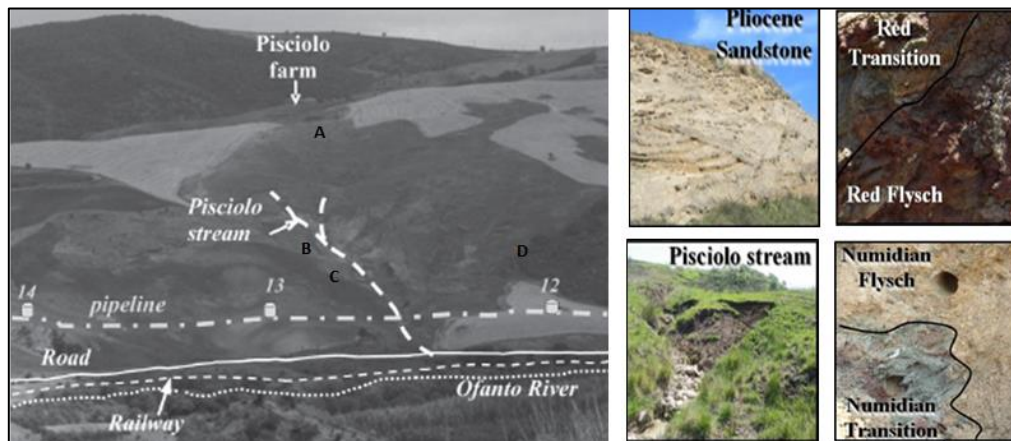 Pisciolo
farm
A
Pisciolo
stream
B
C
D
14
pipeline
13
12
Road
Railway
Ofanto River
Pliocene
Sandstone
Red
Transition
Red Flysch
Pisciolo stream
Numidian
Flysch
Numidian
Transition